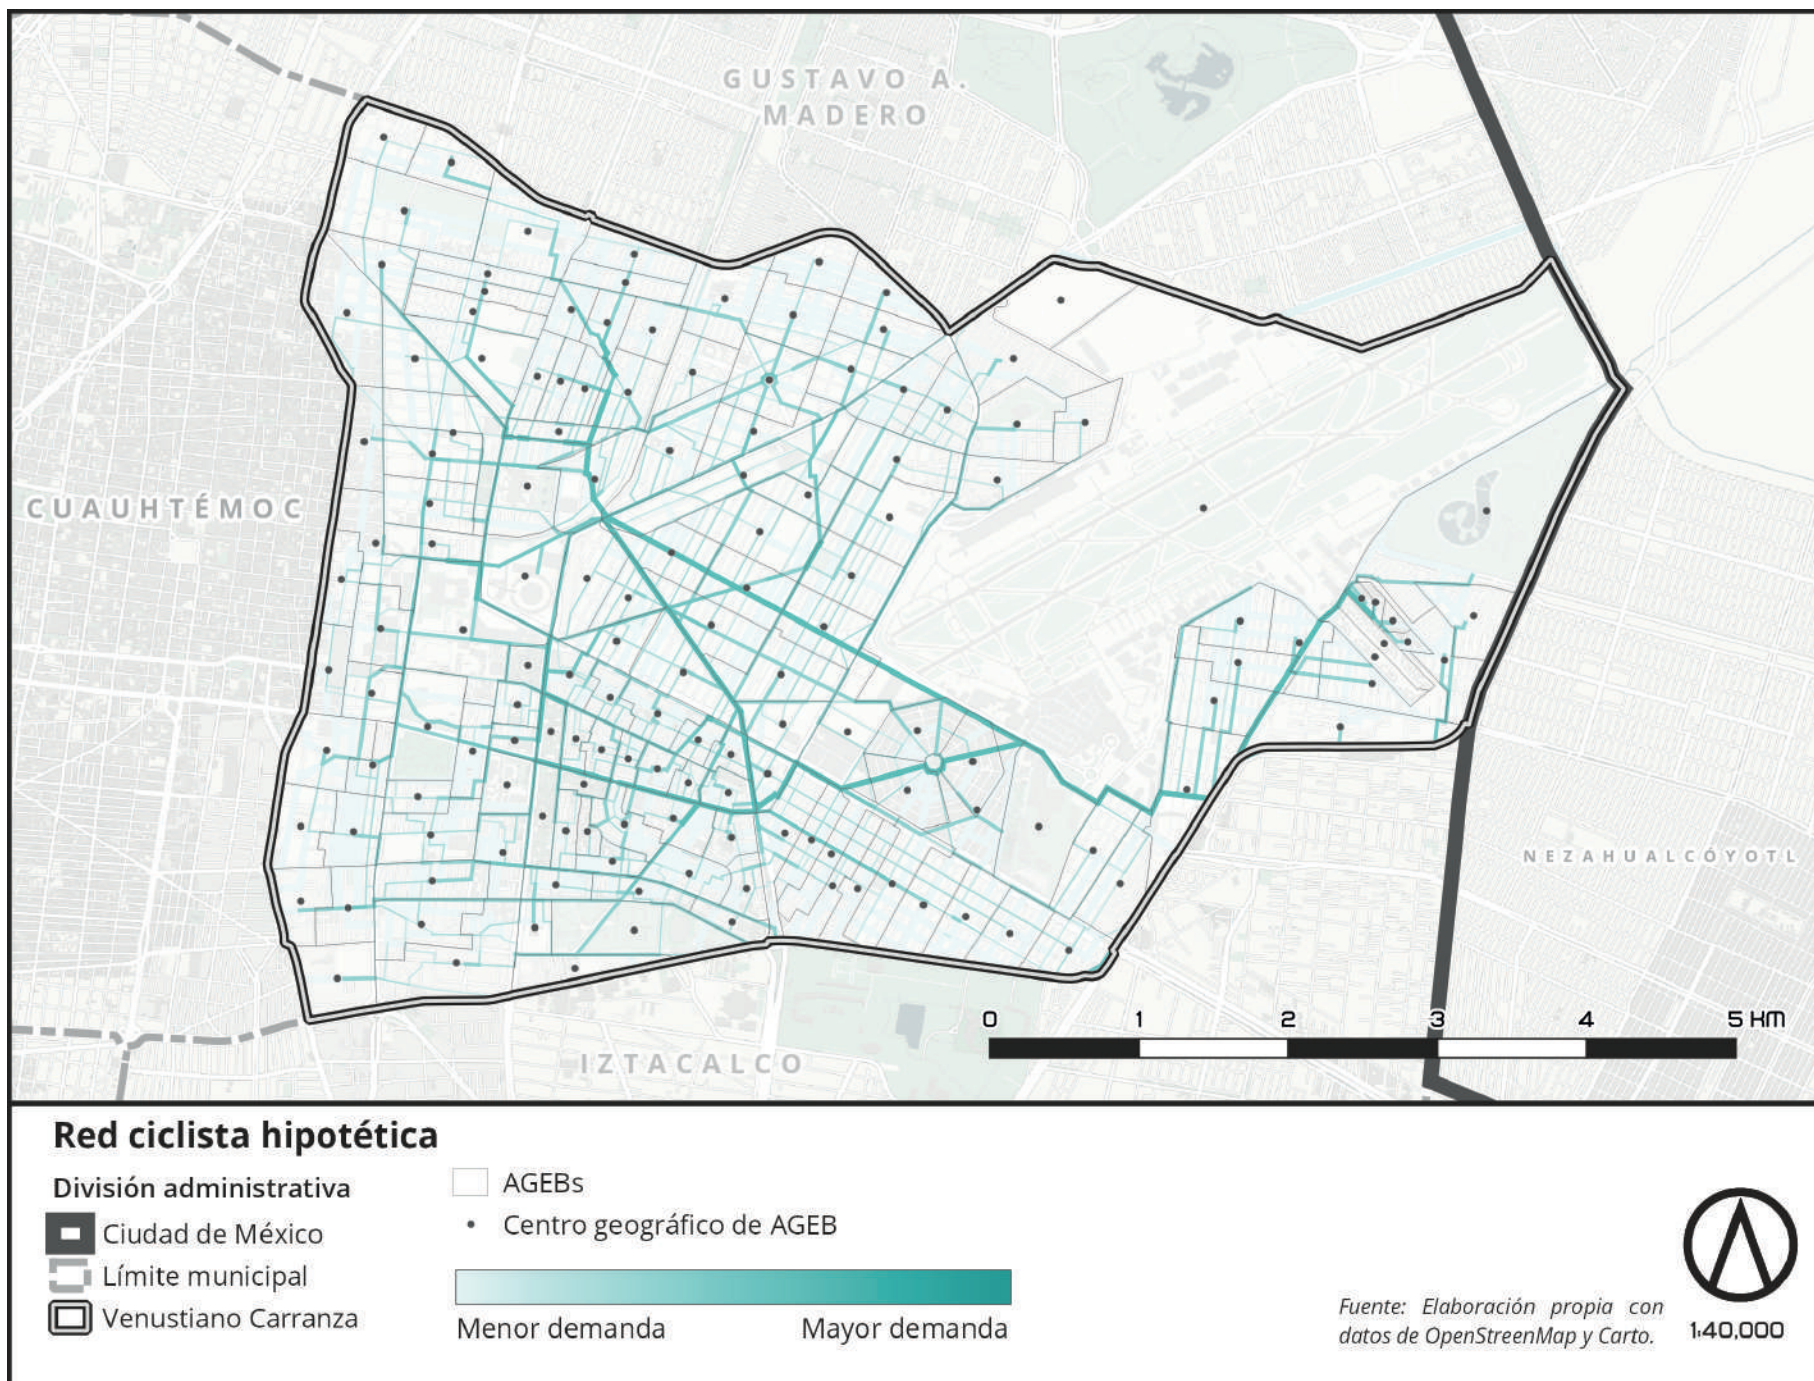 GUSTAVO A.
MADERO
CUAUHTÉMOC
NEZAHUALCÓYOTL
IZTACALCO
0 1 2 3 4 5 KM
Red ciclista hipotética
División administrativa
Ciudad de México
Límite municipal
Venustiano Carranza
AGEBs
Centro geográfico de AGEB
Menor demanda Mayor demanda
Fuente: Elaboración propia con
datos de OpenStreenMap y Carto.
1:40,000